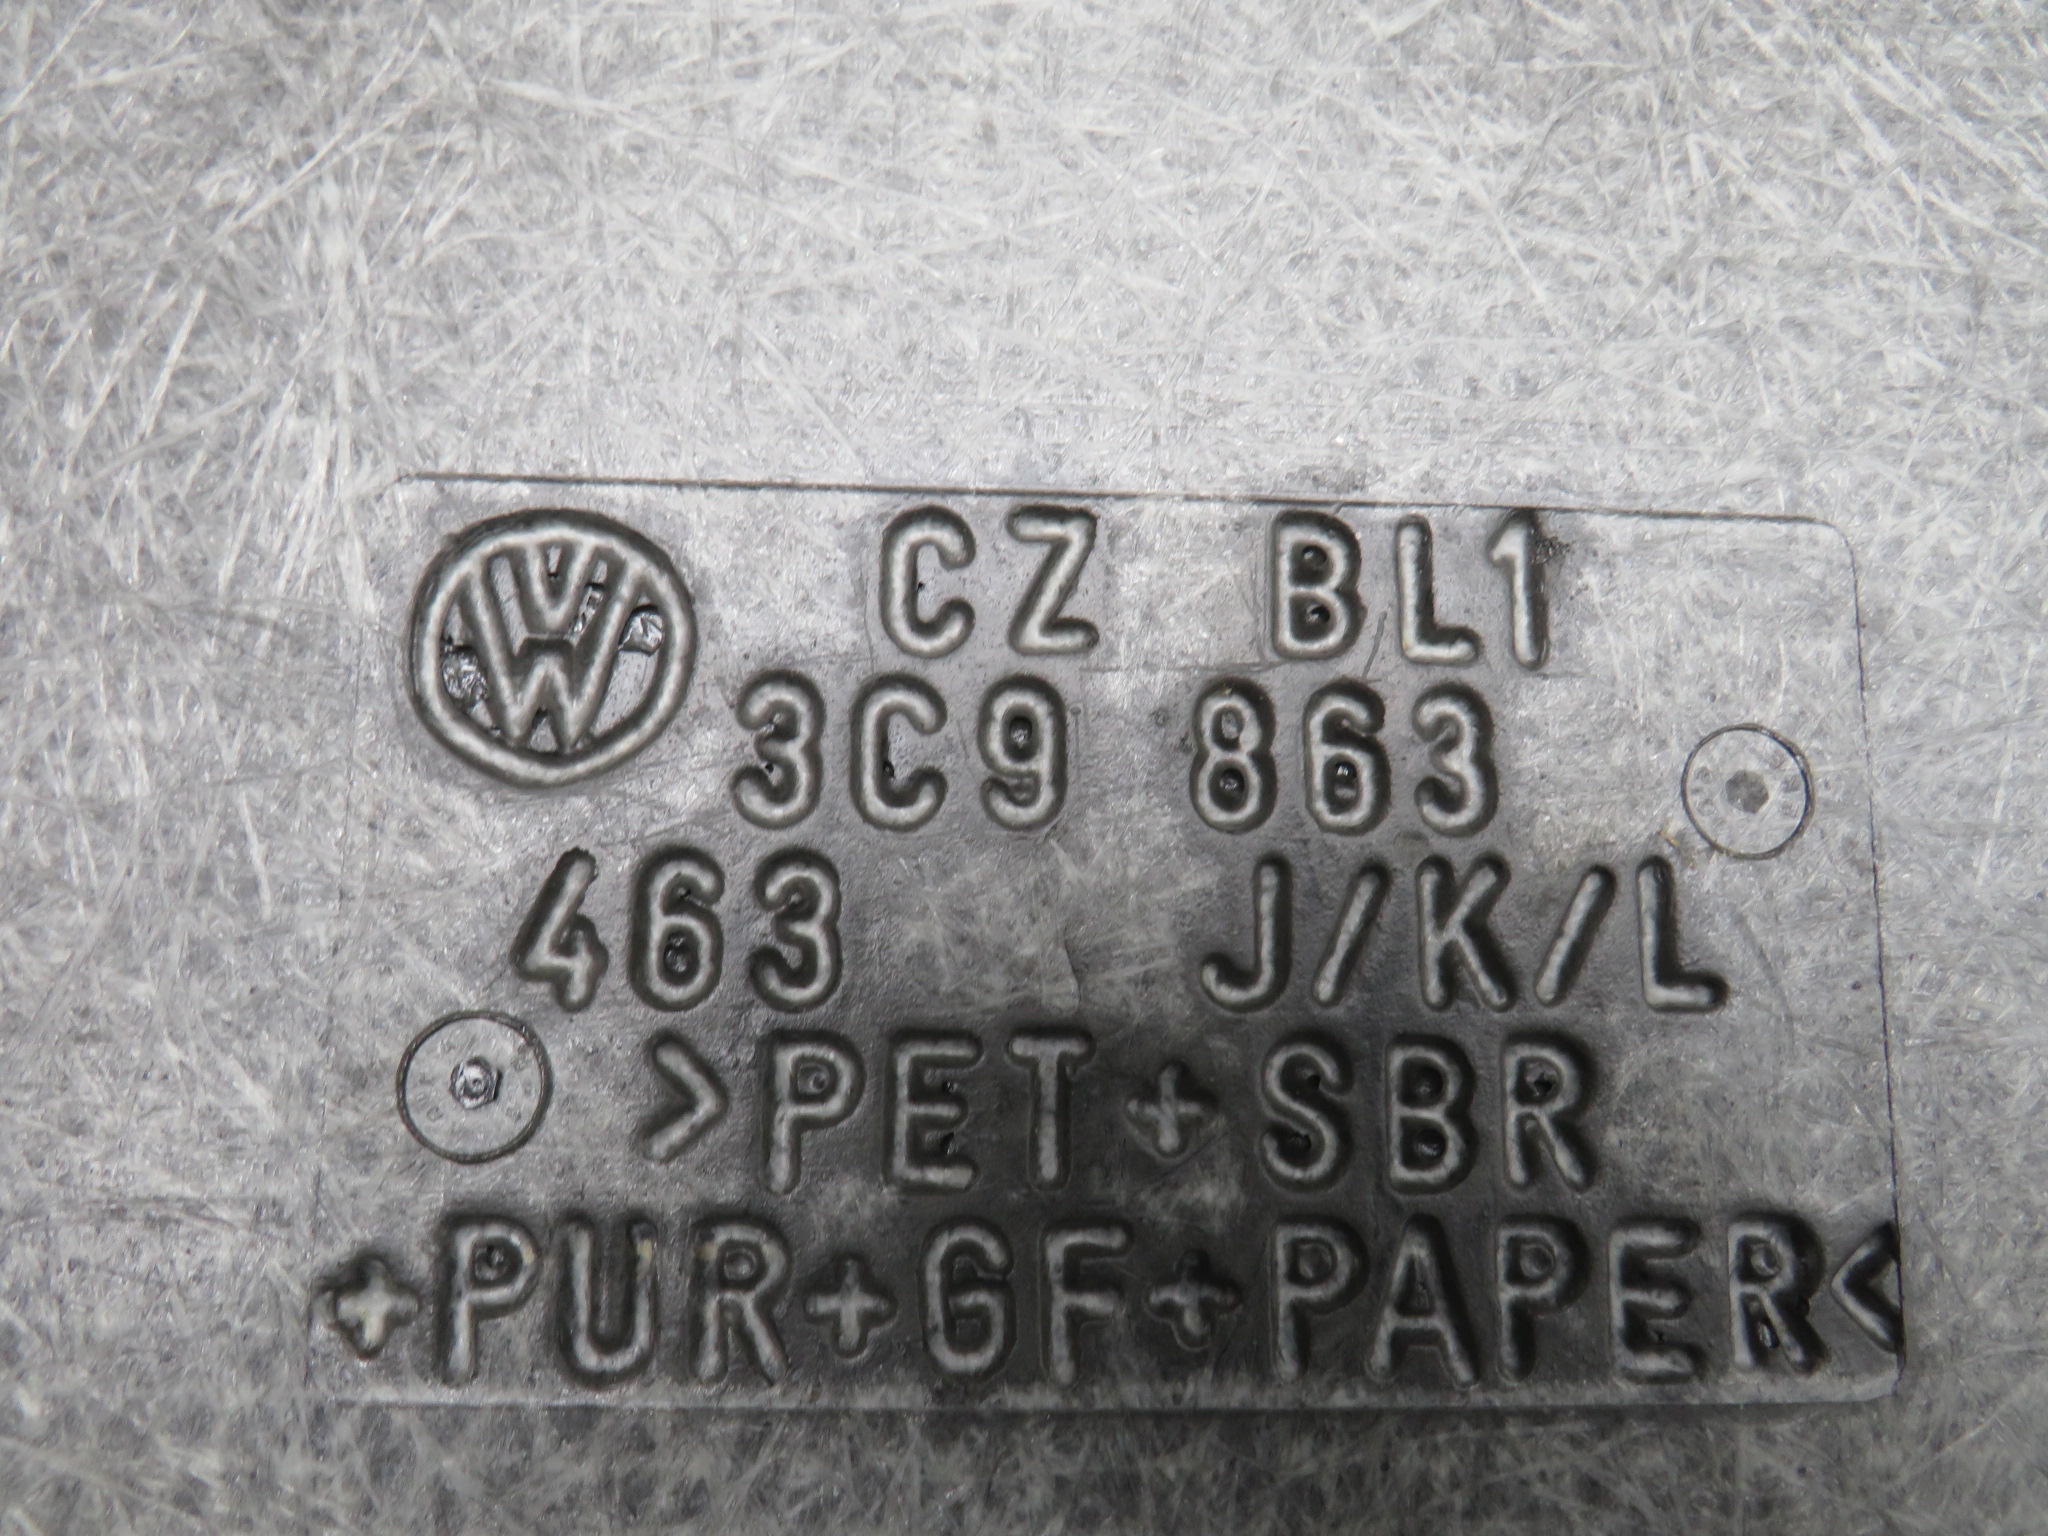 CZ BL1
3C9 863
463 J/K/L
>PET+SBR
+PUR+GF+PAPER<